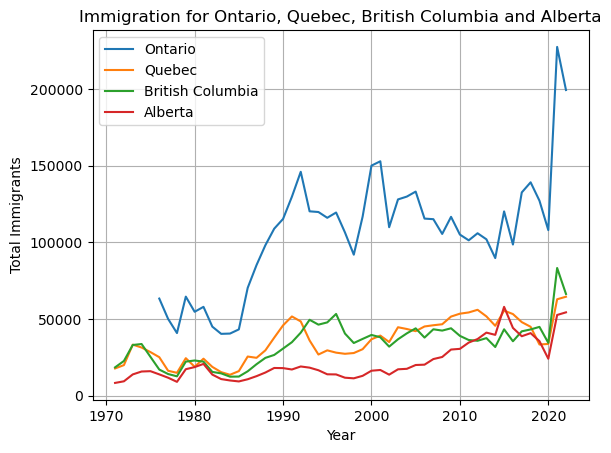 Immigration for Ontario, Quebec, British Columbia and Alberta
Ontario
Quebec
British Columbia
Alberta
Total Immigrants
200000
150000
100000
50000
0
1970 1980 1990 2000 2010 2020
Year